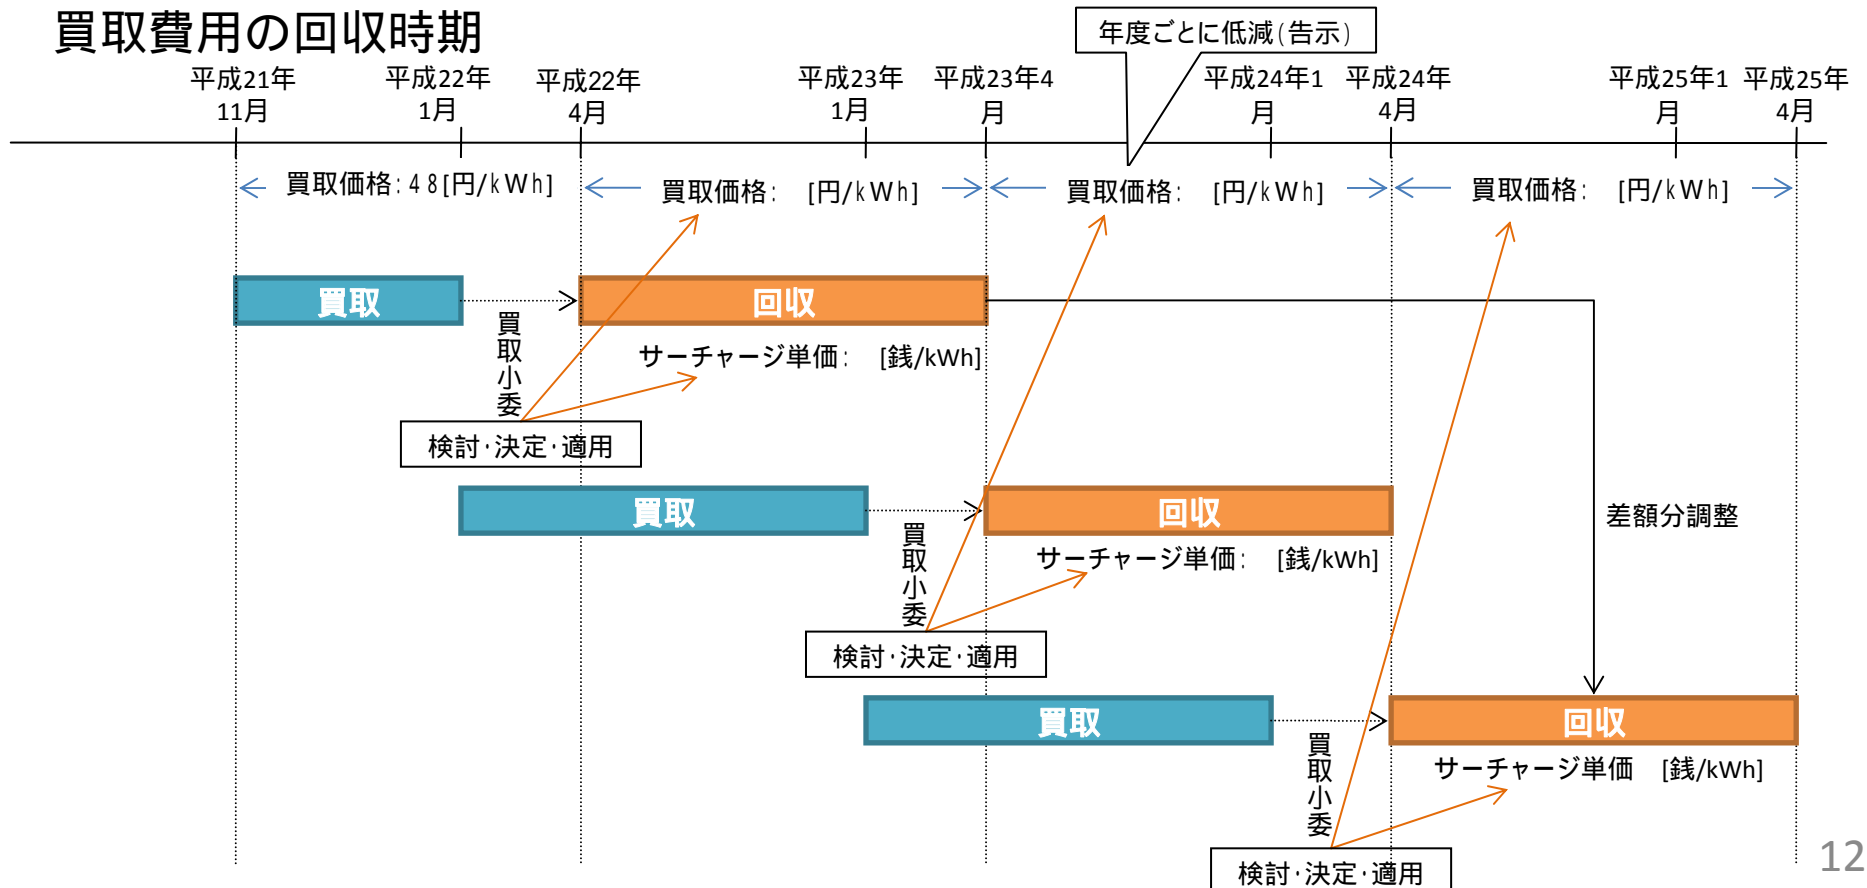 買取費用の回収時期
年度ごとに低減(告示)
平成21年
11月
平成22年
1月
平成22年
4月
平成23年
1月
平成23年4
月
平成24年1
月
平成24年
4月
平成25年1
月
平成25年
4月
買取価格:48[円/kWh]
買取価格: [円/kWh]
買取価格: [円/kWh]
買取価格: [円/kWh]
買取
回収
買取小委
サーチャージ単価: [銭/kWh]
検討・決定・適用
買取
回収
差額分調整
買取小委
サーチャージ単価: [銭/kWh]
検討・決定・適用
買取
回収
買取小委
サーチャージ単価 [銭/kWh]
検討・決定・適用
12